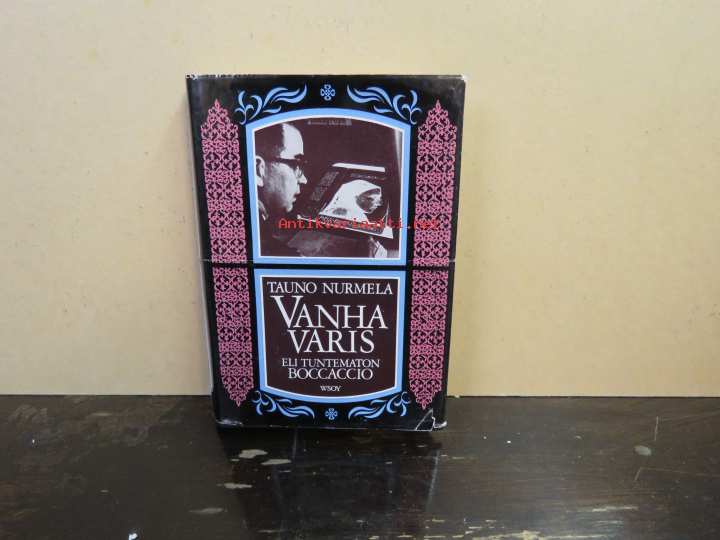 Antikvariaatti.net
TAUNO NURMELA
VANHA
VARIS
ELI TUNTEMATON
BOCCACCIO
WSOY